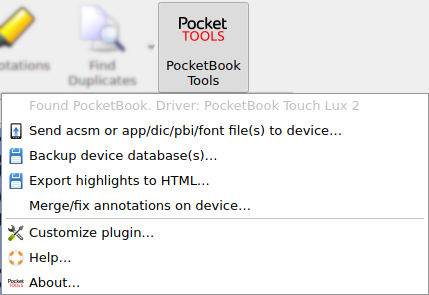 Pocket
TOOLS
otations
Find
Duplicates
PocketBook
Tools
Found PocketBook. Driver: PocketBook Touch Lux 2
Send acsm or app/dic/pbi/font file(s) to device...
Backup device database(s)...
Export highlights to HTML...
Merge/fix annotations on device...
Customize plugin...
Help...
Pocket
TOOLS
About...